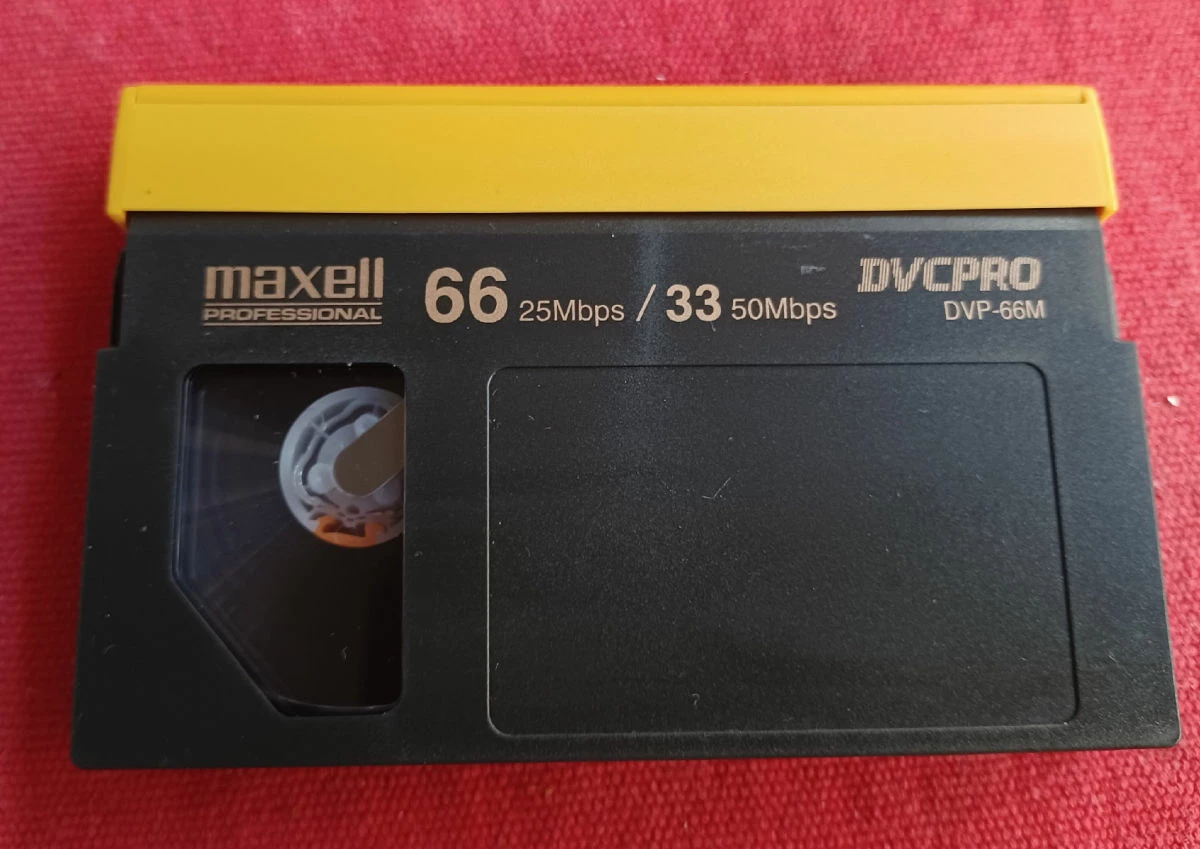 maxell
PROFESSIONAL
66 25Mbps / 33 50Mbps
DVCPRO
DVP-66M